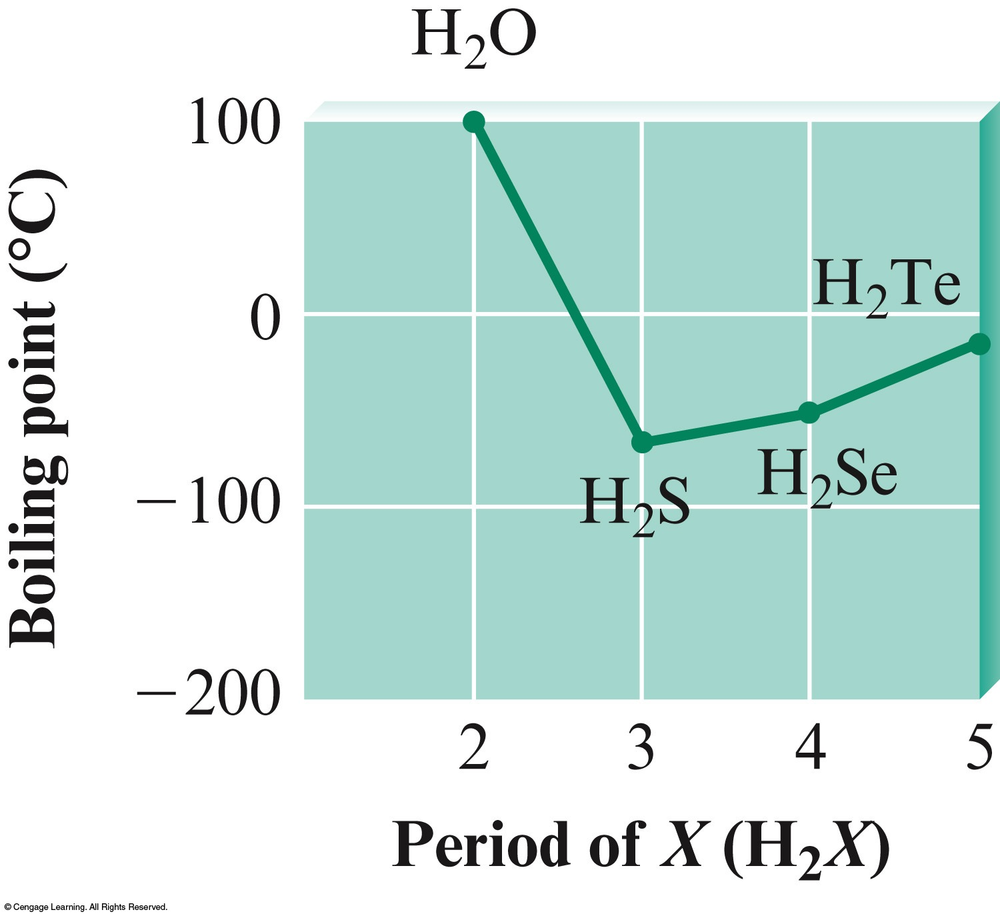 H₂O
100
0
−100
−200
Boiling point (°C)
H₂Te
H₂Se
H₂S
2 3 4 5
Period of X (H₂X)
© Cengage Learning. All Rights Reserved.